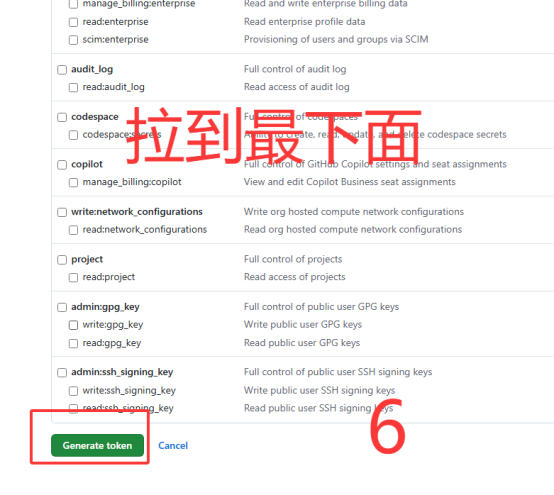 manage_billing:enterprise Read and write enterprise billing data
read:enterprise Read enterprise profile data
scim:enterprise Provisioning of users and groups via SCIM
audit_log Full control of audit log
read:audit_log Read access of audit log
codespace Full control of codespaces
拉到最下面
codespace:secrets Ability to create, read, update, and delete codespace secrets
copilot Full control of GitHub Copilot settings and seat assignments
manage_billing:copilot View and edit Copilot Business seat assignments
write:network_configurations Write org hosted compute network configurations
read:network_configurations Read org hosted compute network configurations
project Full control of projects
read:project Read access of projects
admin:gpg_key Full control of public user GPG keys
write:gpg_key Write public user GPG keys
read:gpg_key Read public user GPG keys
admin:ssh_signing_key Full control of public user SSH signing keys
write:ssh_signing_key Write public user SSH signing keys
read:ssh_signing_key Read public user SSH signing keys
6
Generate token Cancel